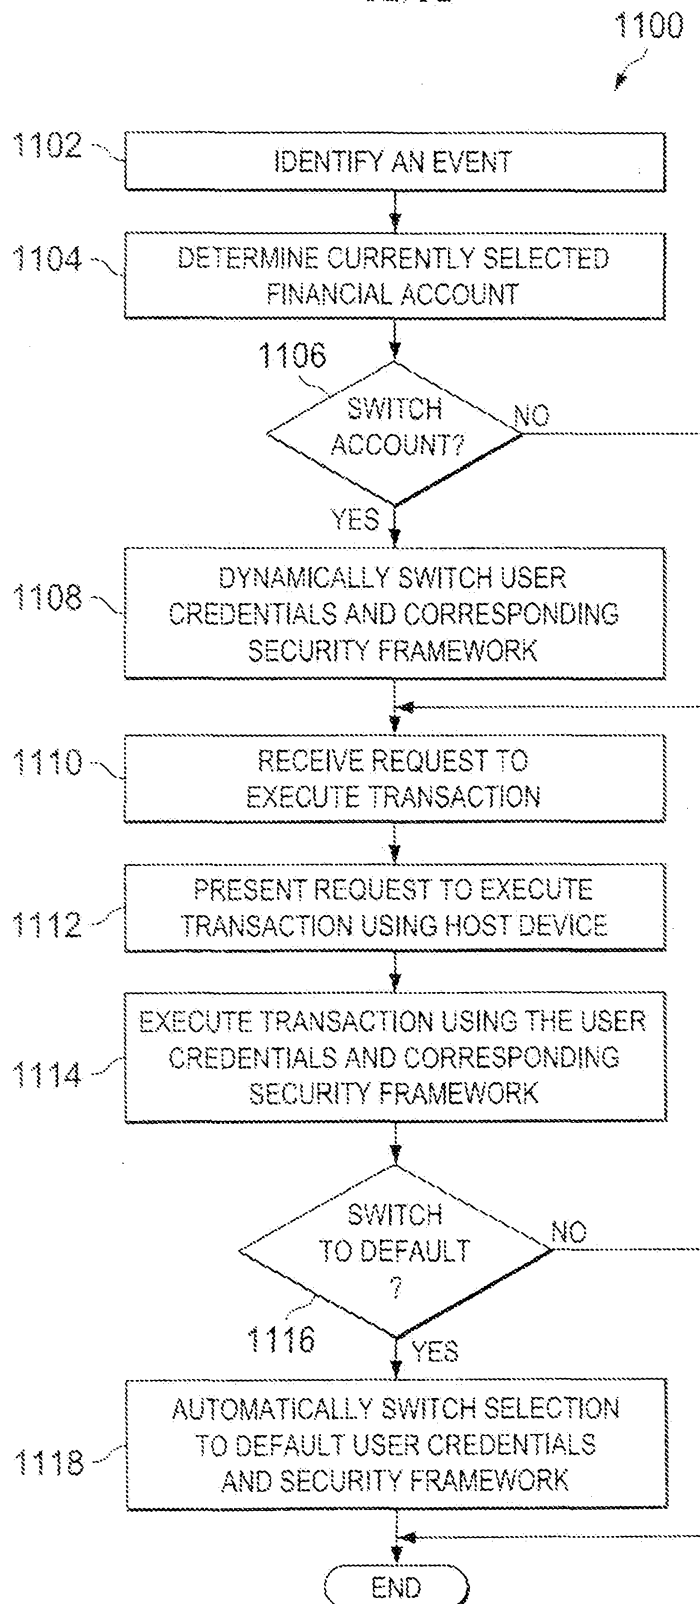 1100
1102
IDENTIFY AN EVENT
1104
DETERMINE CURRENTLY SELECTED
FINANCIAL ACCOUNT
1106
SWITCH
ACCOUNT?
NO
YES
1108
DYNAMICALLY SWITCH USER
CREDENTIALS AND CORRESPONDING
SECURITY FRAMEWORK
1110
RECEIVE REQUEST TO
EXECUTE TRANSACTION
1112
PRESENT REQUEST TO EXECUTE
TRANSACTION USING HOST DEVICE
1114
EXECUTE TRANSACTION USING THE USER
CREDENTIALS AND CORRESPONDING
SECURITY FRAMEWORK
SWITCH
TO DEFAULT
?
NO
1116
YES
1118
AUTOMATICALLY SWITCH SELECTION
TO DEFAULT USER CREDENTIALS
AND SECURITY FRAMEWORK
END